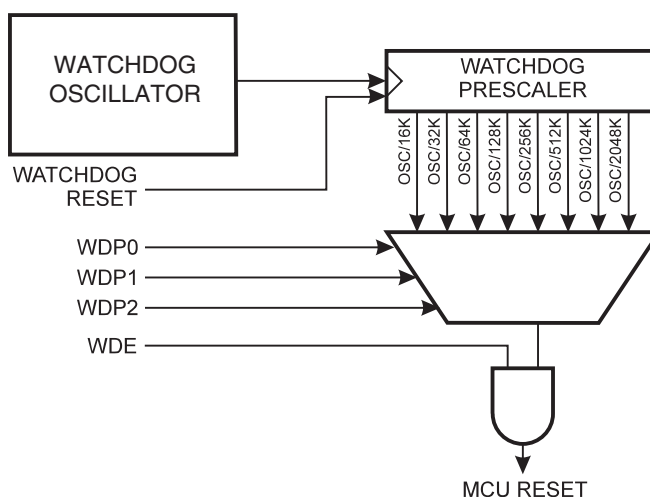 WATCHDOG
OSCILLATOR
WATCHDOG
PRESCALER
WATCHDOG
RESET
OSC/16K
OSC/32K
OSC/64K
OSC/128K
OSC/256K
OSC/512K
OSC/1024K
OSC/2048K
WDP0
WDP1
WDP2
WDE
MCU RESET